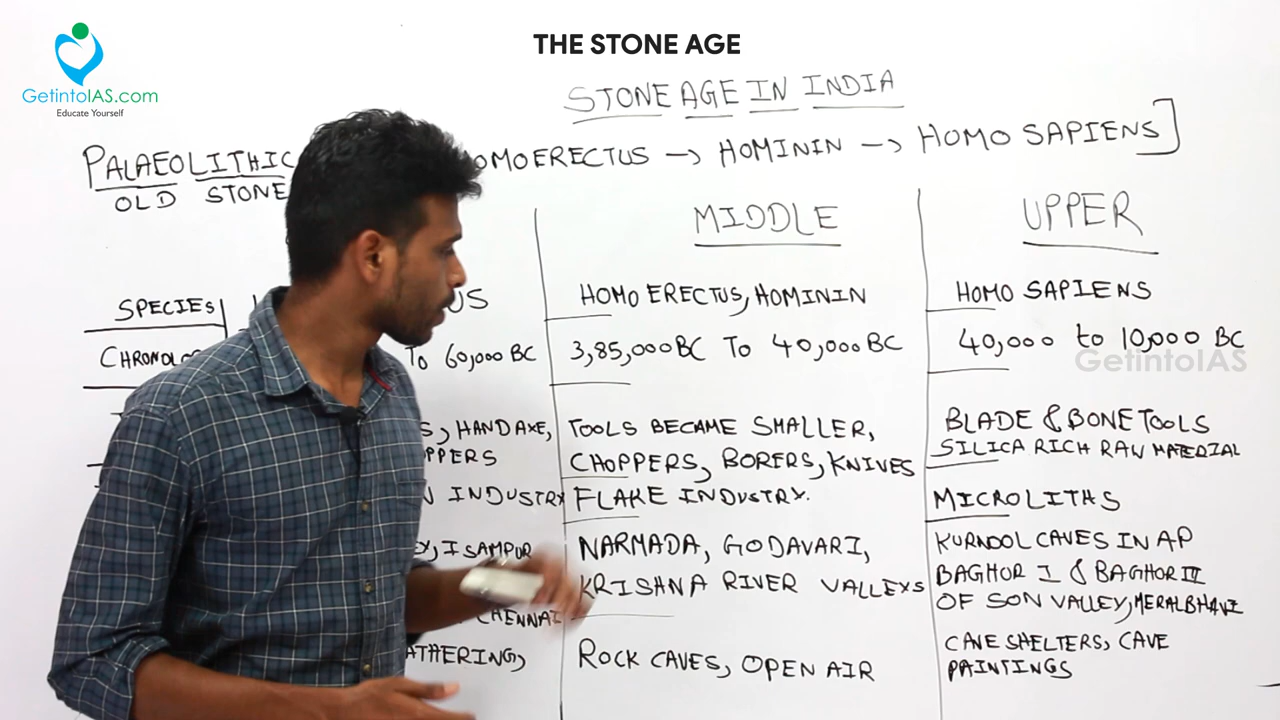 THE STONE AGE
GetintoIAS.com
Educate Yourself
STONE AGE IN INDIA
PALAEOLITHIC
OMOERECTUS → HOMININ → HOMO SAPIENS]
OLD STONE
MIDDLE
UPPER
SPECIES
US
HOMO ERECTUS, HOMININ
HOMO SAPIENS
CHRONOLO
TO 60,000 BC
3,85,000 BC TO 40,000 BC
40,000 to 10,000 BC
GetintoIAS
S, HAND AXE,
PPERS
TOOLS BECAME SMALLER,
CHOPPERS, BORERS, KNIVES
BLADE & BONE TOOLS
SILICA RICH RAW MATERIAL
N INDUSTRY
FLAKE INDUSTRY.
MICROLITHS
Y, ISAMPUR
CHENNAI
NARMADA, GODAVARI,
KRISHNA RIVER VALLEYS
KURNOOL CAVES IN AP
BAGHOR I & BAGHOR III
OF SON VALLEY, MERALBHAVI
ATHERING,
ROCK CAVES, OPEN AIR
CAVE SHELTERS, CAVE
PAINTINGS